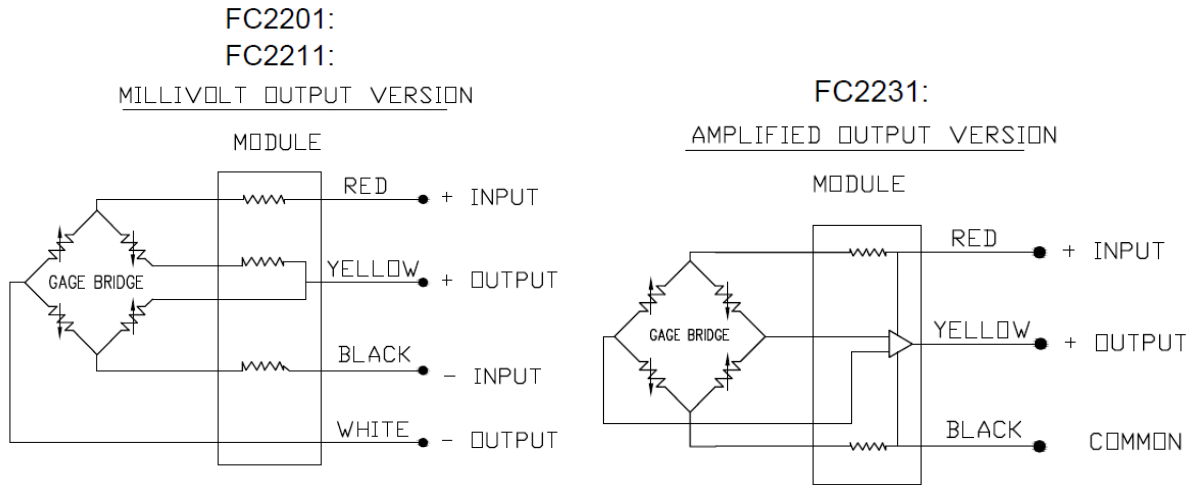 FC2201:
FC2211:
MILLIVOLT OUTPUT VERSION
MODULE
RED
+ INPUT
GAGE BRIDGE
YELLOW
+ OUTPUT
BLACK
- INPUT
WHITE
- OUTPUT
FC2231:
AMPLIFIED OUTPUT VERSION
MODULE
RED
+ INPUT
GAGE BRIDGE
YELLOW
+ OUTPUT
BLACK
COMMON